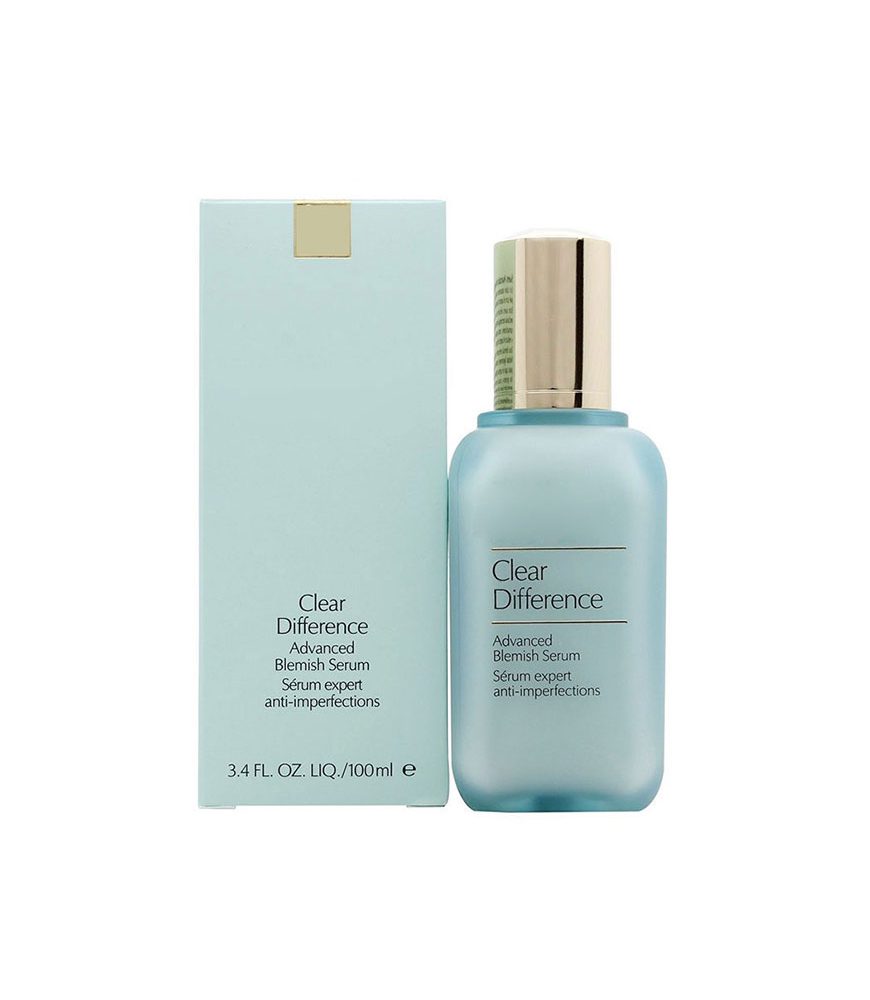 Clear
Difference
Advanced
Blemish Serum
Sérum expert
anti-imperfections
3.4 FL. OZ. LIQ./100ml ℮
Clear
Difference
Advanced
Blemish Serum
Sérum expert
anti-imperfections